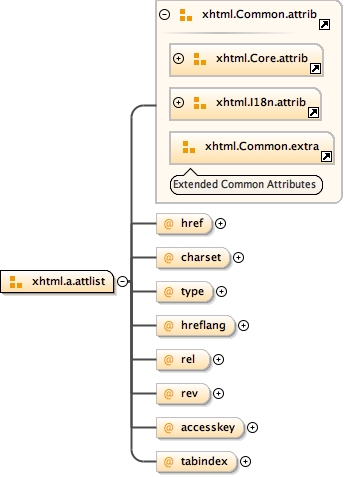 xhtml.Common.attrib
xhtml.Core.attrib
xhtml.I18n.attrib
xhtml.Common.extra
Extended Common Attributes
@ href
@ charset
xhtml.a.attlist
@ type
@ hreflang
@ rel
@ rev
@ accesskey
@ tabindex